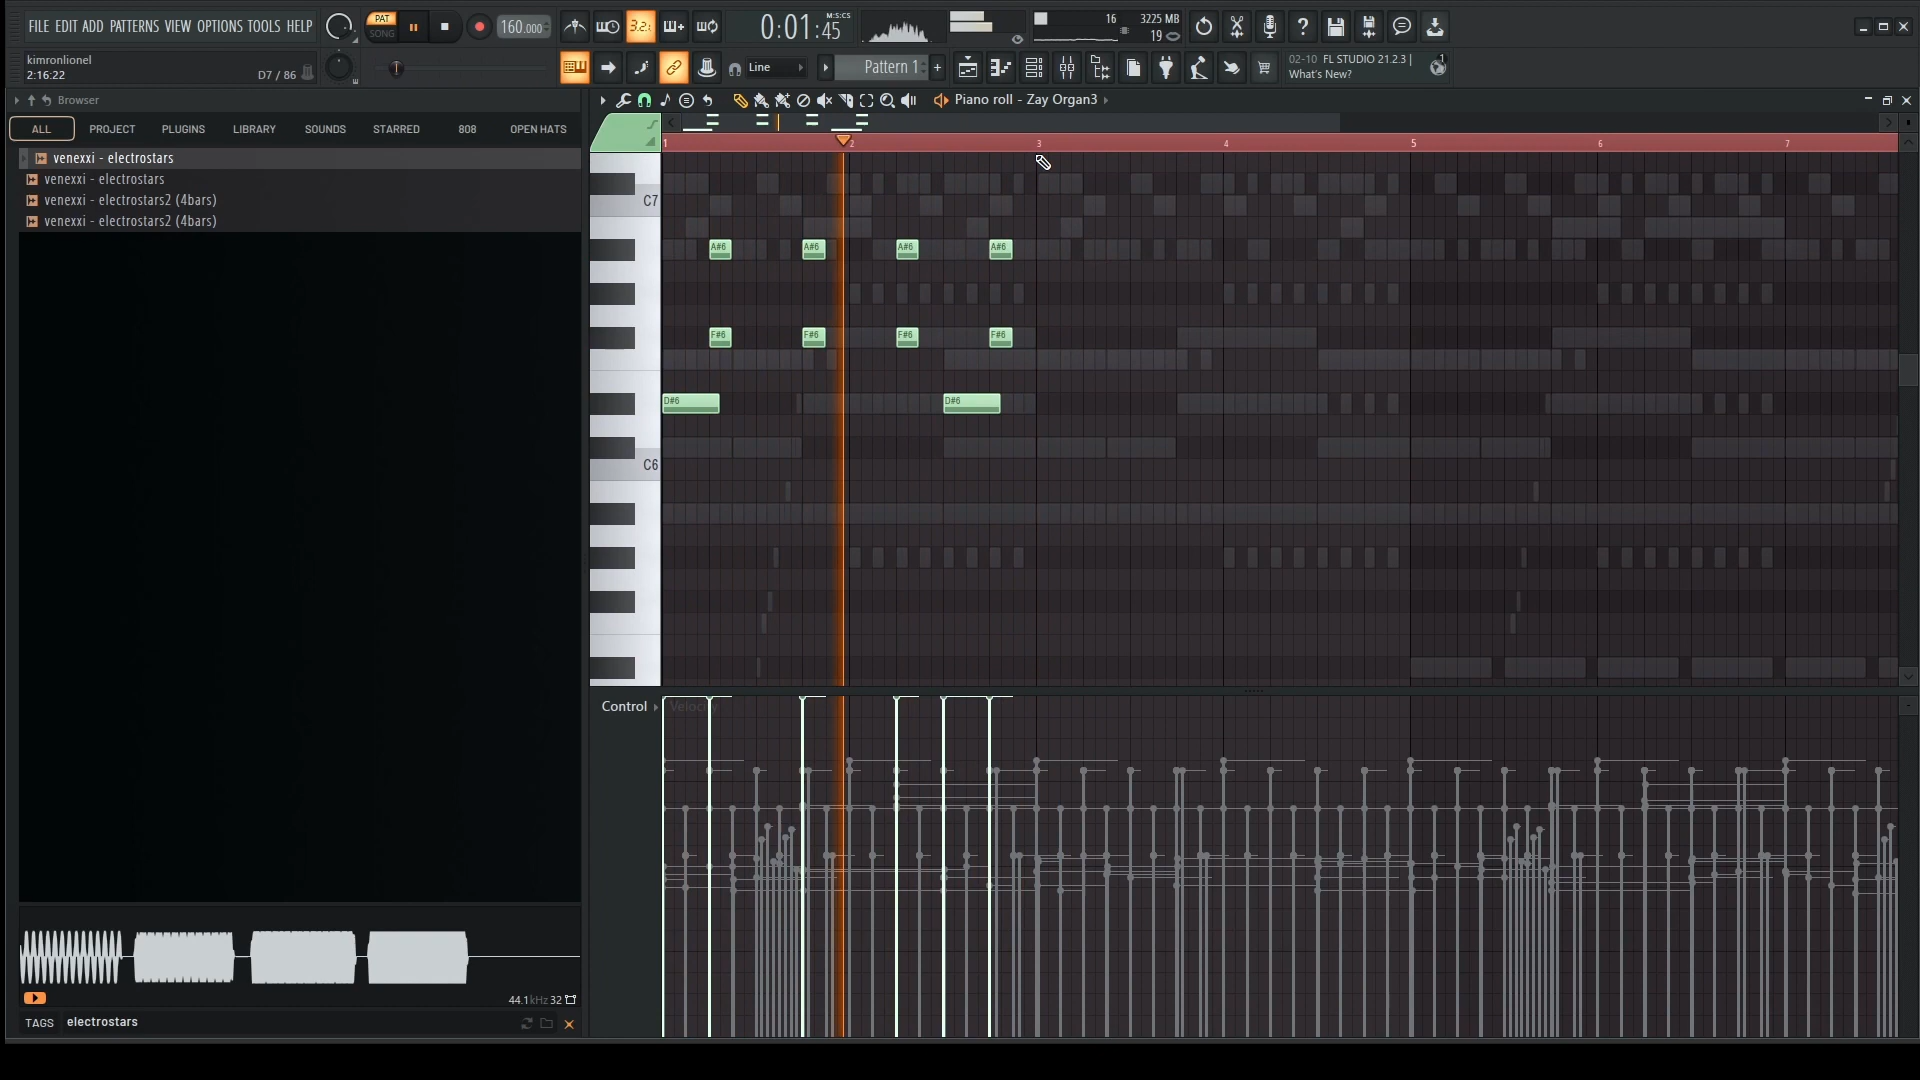 FILE EDIT ADD PATTERNS VIEW OPTIONS TOOLS HELP
PAT
SONG
160.000
3.2.
0:01:45
M:S:CS
16
3225 MB
19
kimronlionel
2:16:22
D7 / 86
Line
Pattern 1
+
02-10 FL STUDIO 21.2.3 |
What's New?
Browser
ALL
PROJECT
PLUGINS
LIBRARY
SOUNDS
STARRED
808
OPEN HATS
venexxi - electrostars
venexxi - electrostars
venexxi - electrostars2 (4bars)
venexxi - electrostars2 (4bars)
Piano roll - Zay Organ3
1
2
3
4
5
6
7
C7
A#6
A#6
A#6
A#6
F#6
F#6
F#6
F#6
D#6
D#6
C6
Control
Velocity
44.1kHz 32
TAGS
electrostars